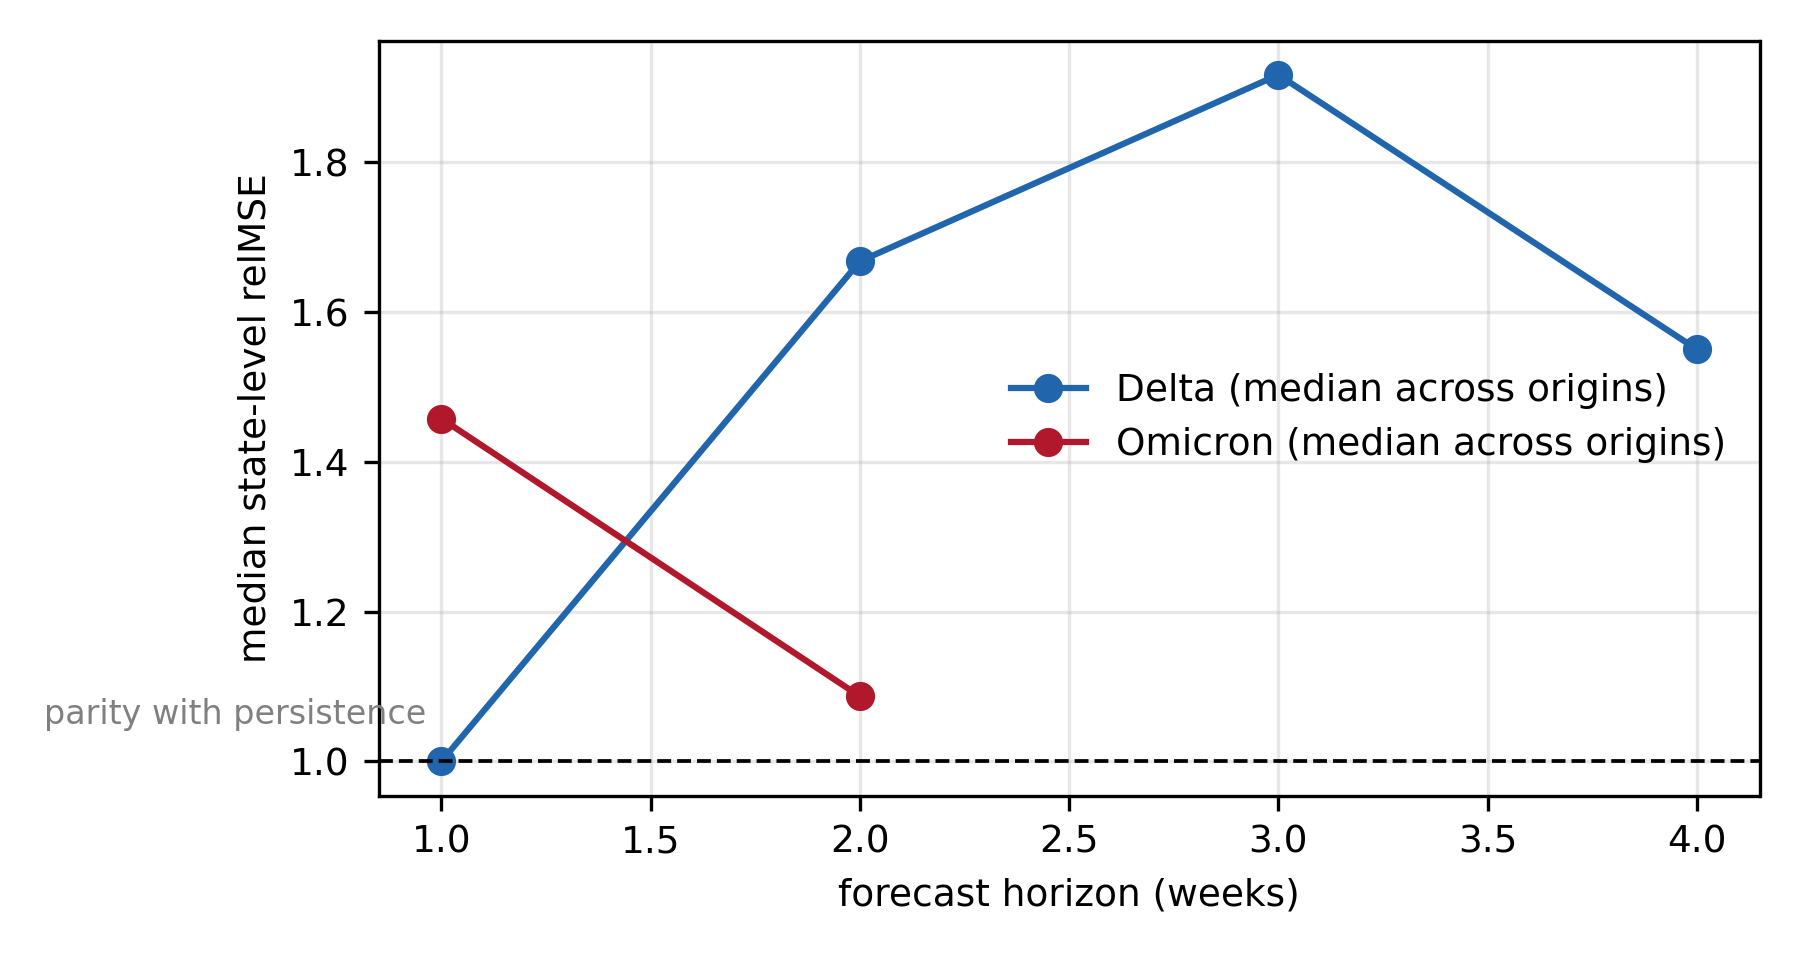 median state-level relMSE
1.8
1.6
1.4
1.2
1.0
parity with persistence
Delta (median across origins)
Omicron (median across origins)
1.0 1.5 2.0 2.5 3.0 3.5 4.0
forecast horizon (weeks)